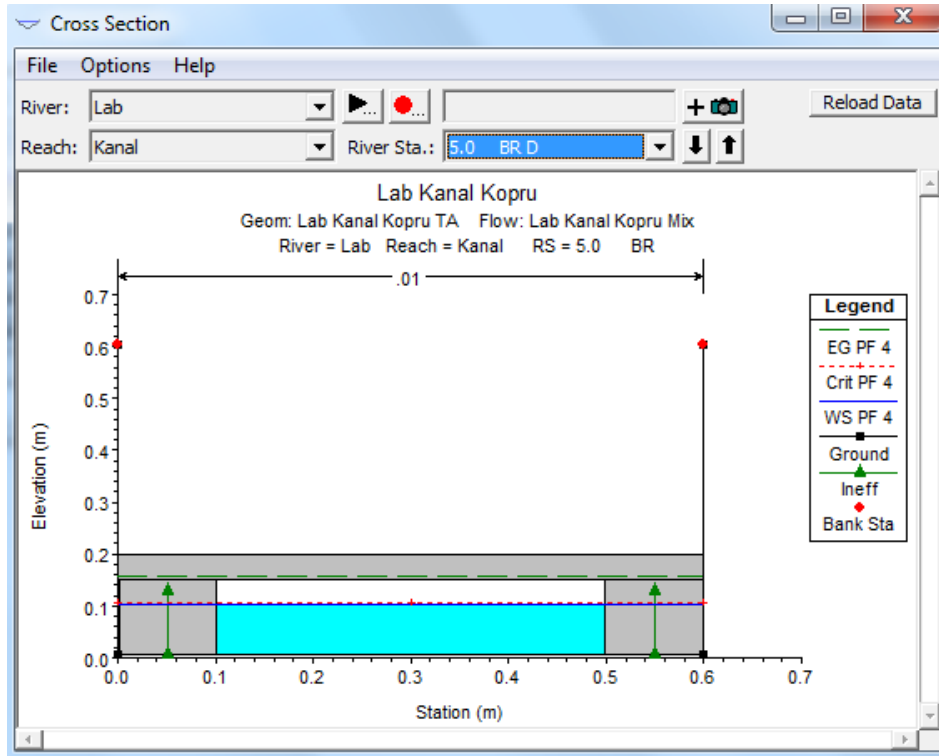 Cross Section
File Options Help
River: Lab ... ... Reload Data
Reach: Kanal River Sta.: 5.0 BR D
Lab Kanal Kopru
Geom: Lab Kanal Kopru TA Flow: Lab Kanal Kopru Mix
River = Lab Reach = Kanal RS = 5.0 BR
.01
0.7
0.6
0.5
0.4
0.3
0.2
0.1
0.0
Elevation (m)
0.0 0.1 0.2 0.3 0.4 0.5 0.6 0.7
Station (m)
Legend
EG PF 4
Crit PF 4
WS PF 4
Ground
Ineff
Bank Sta